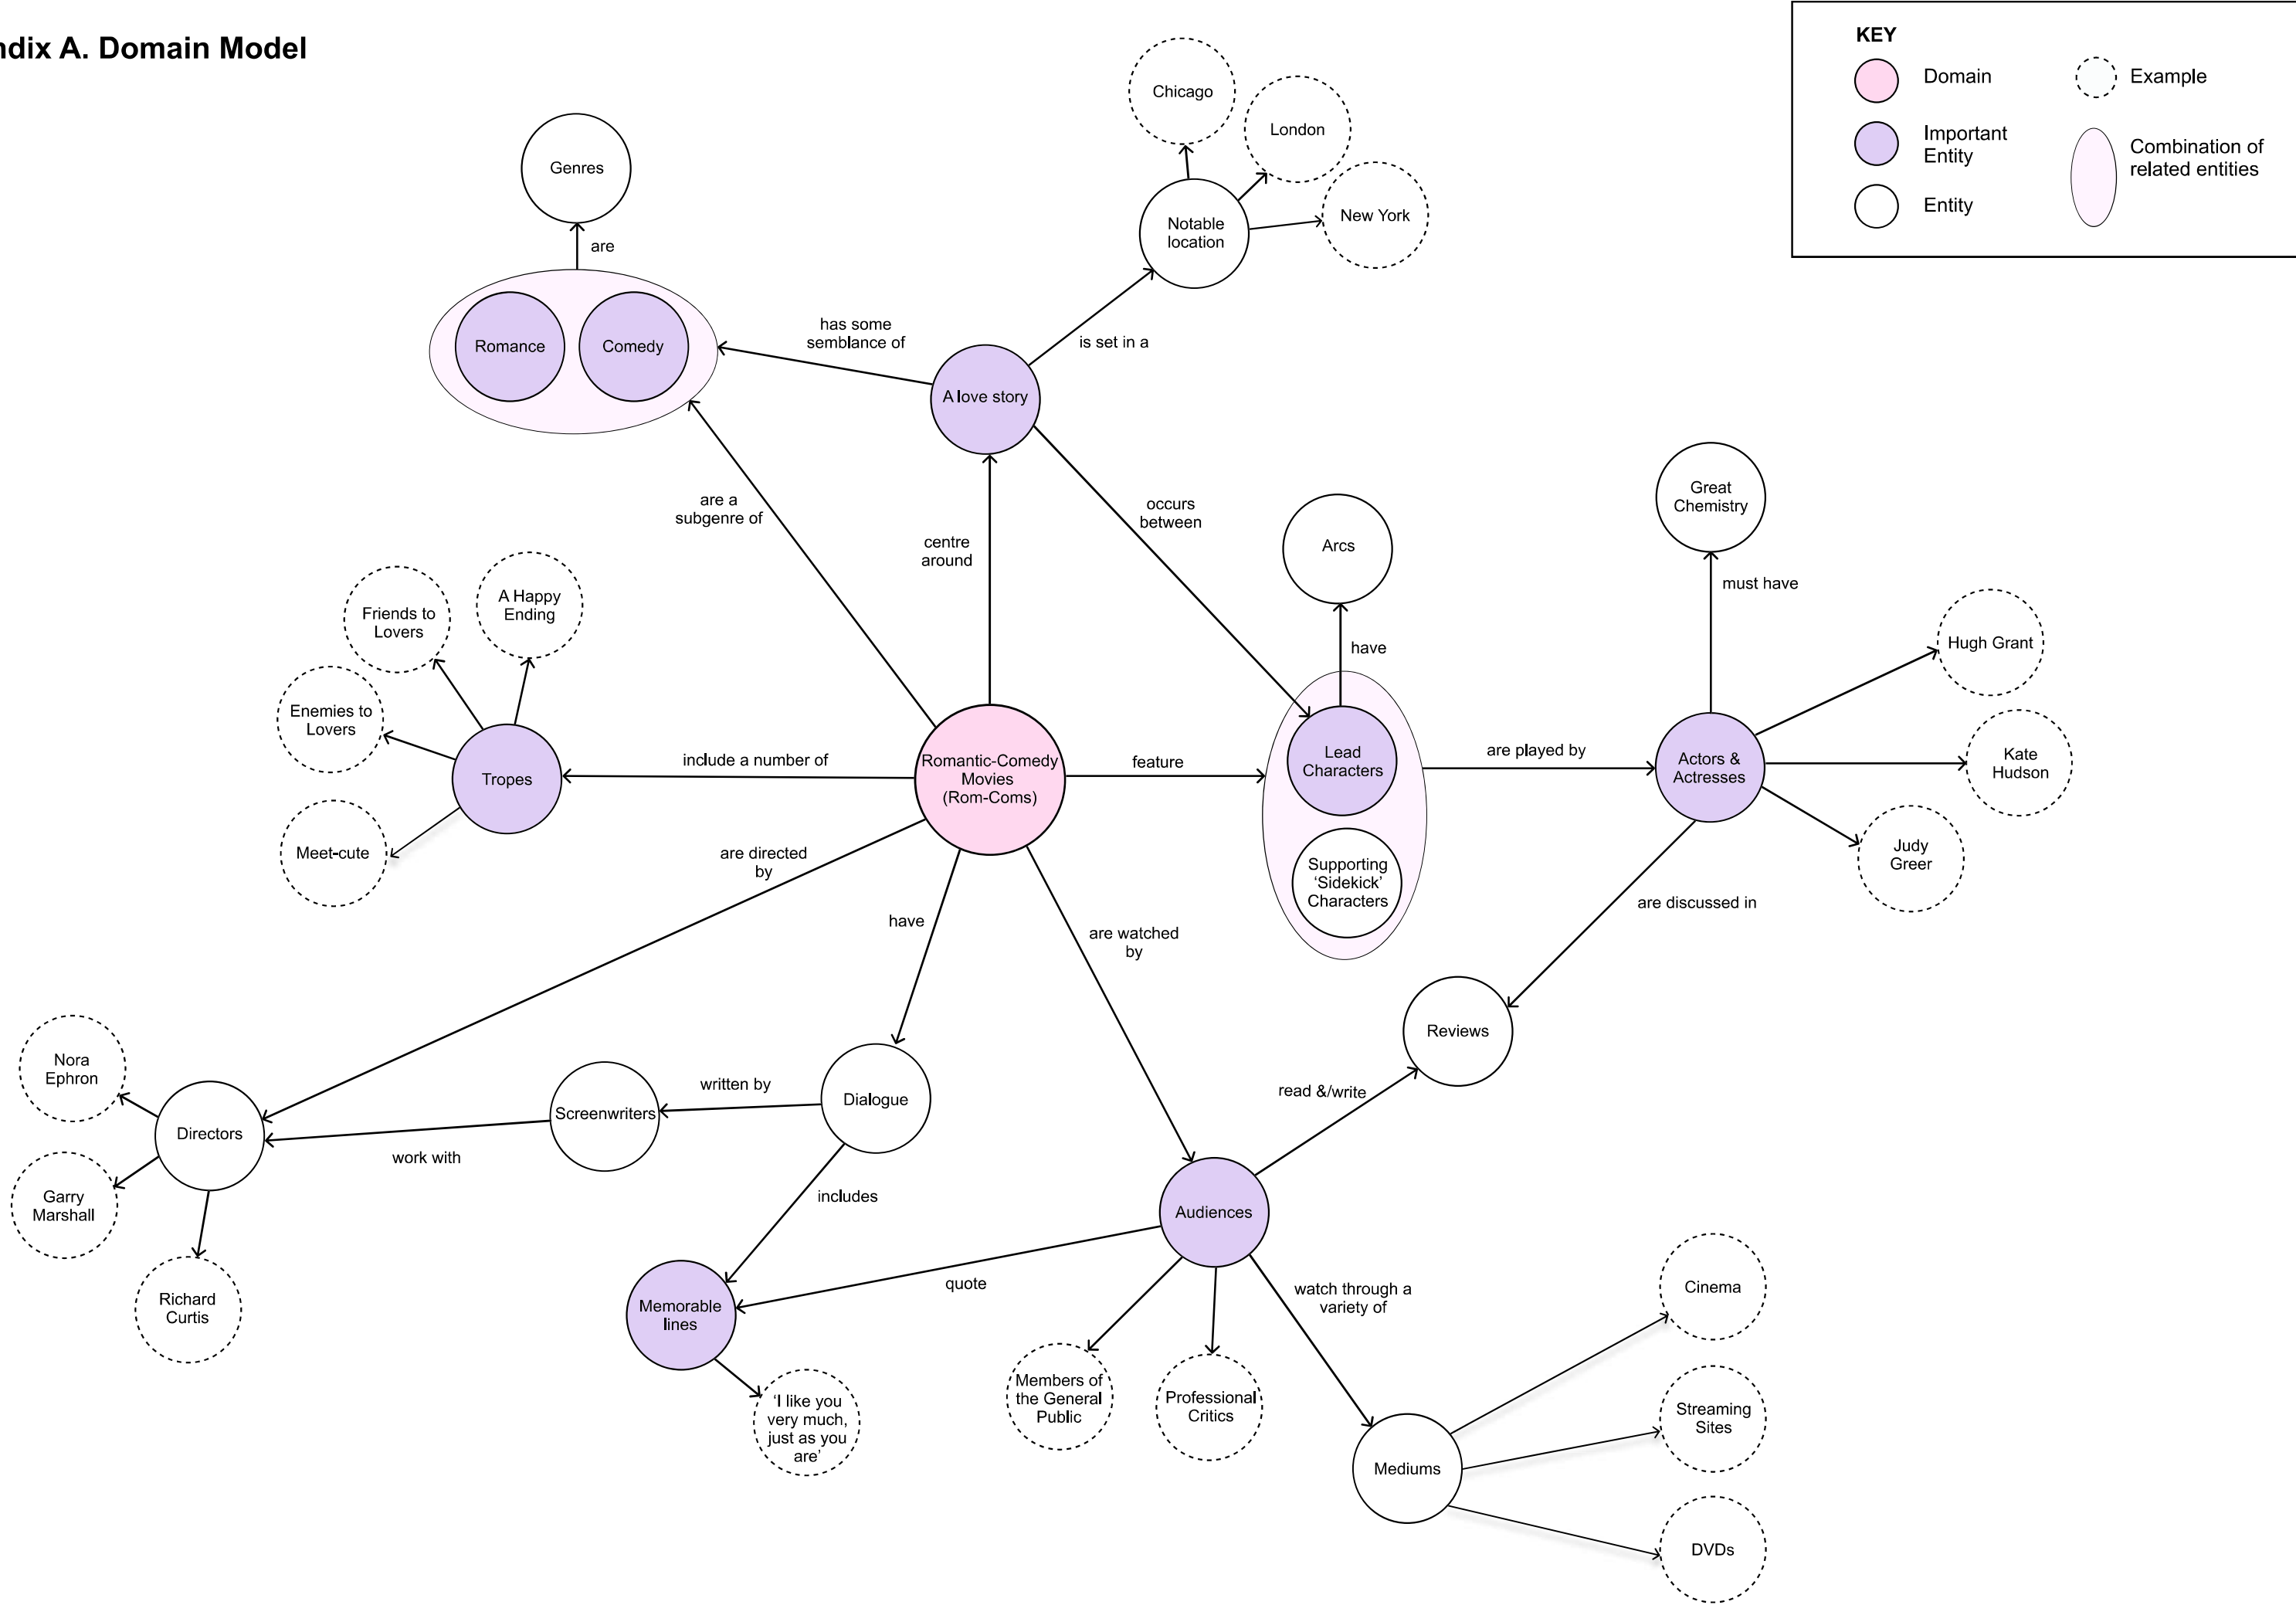 ndix A. Domain Model
KEY
Domain
Example
Important
Entity
Combination of
related entities
Entity
Chicago
London
New York
Notable
location
Genres
are
Romance
Comedy
has some
semblance of
is set in a
A love story
are a
subgenre of
centre
around
occurs
between
Arcs
have
Great
Chemistry
must have
Hugh Grant
Kate
Hudson
Judy
Greer
Friends to
Lovers
A Happy
Ending
Enemies to
Lovers
Meet-cute
Tropes
include a number of
Romantic-Comedy
Movies
(Rom-Coms)
feature
Lead
Characters
Supporting
‘Sidekick’
Characters
are played by
Actors &
Actresses
are discussed in
are directed
by
have
are watched
by
Reviews
read &/write
Nora
Ephron
Directors
Garry
Marshall
Richard
Curtis
work with
Screenwriters
written by
Dialogue
includes
Audiences
quote
Memorable
lines
‘I like you
very much,
just as you
are’
Members of
the General
Public
Professional
Critics
watch through a
variety of
Mediums
Cinema
Streaming
Sites
DVDs